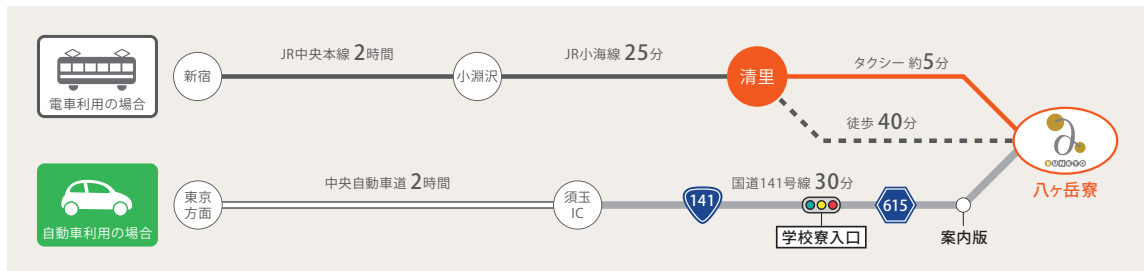 電車利用の場合
新宿
JR中央本線 2時間
小淵沢
JR小海線 25分
清里
タクシー 約5分
徒歩 40分
BUNKYO
八ヶ岳寮
自動車利用の場合
東京
方面
中央自動車道 2時間
須玉
IC
141
国道141号線 30分
学校寮入口
615
案内版